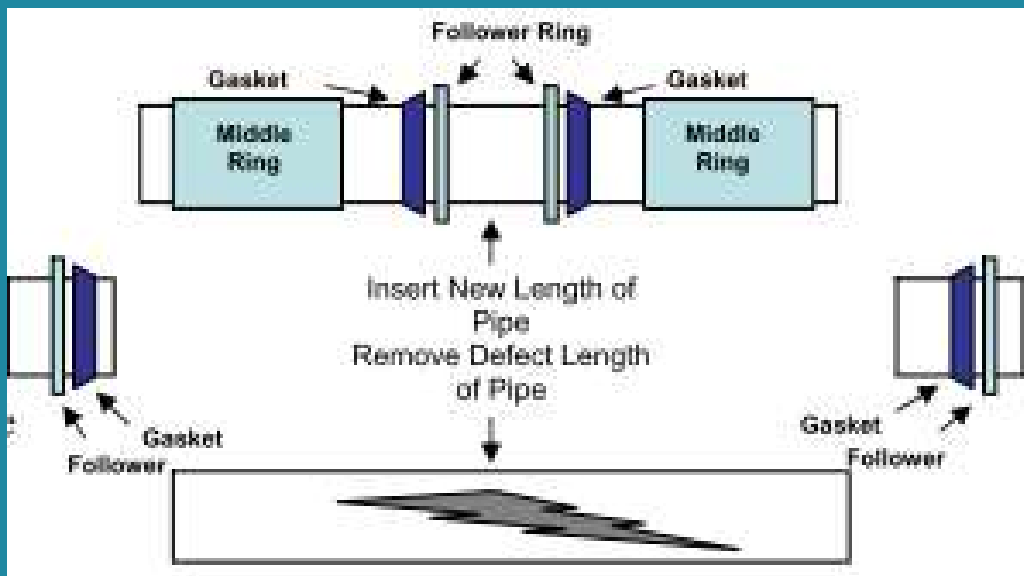 Follower Ring
Gasket
Gasket
Middle
Ring
Middle
Ring
Insert New Length of
Pipe
Remove Defect Length
of Pipe
Gasket
Follower
Gasket
Follower